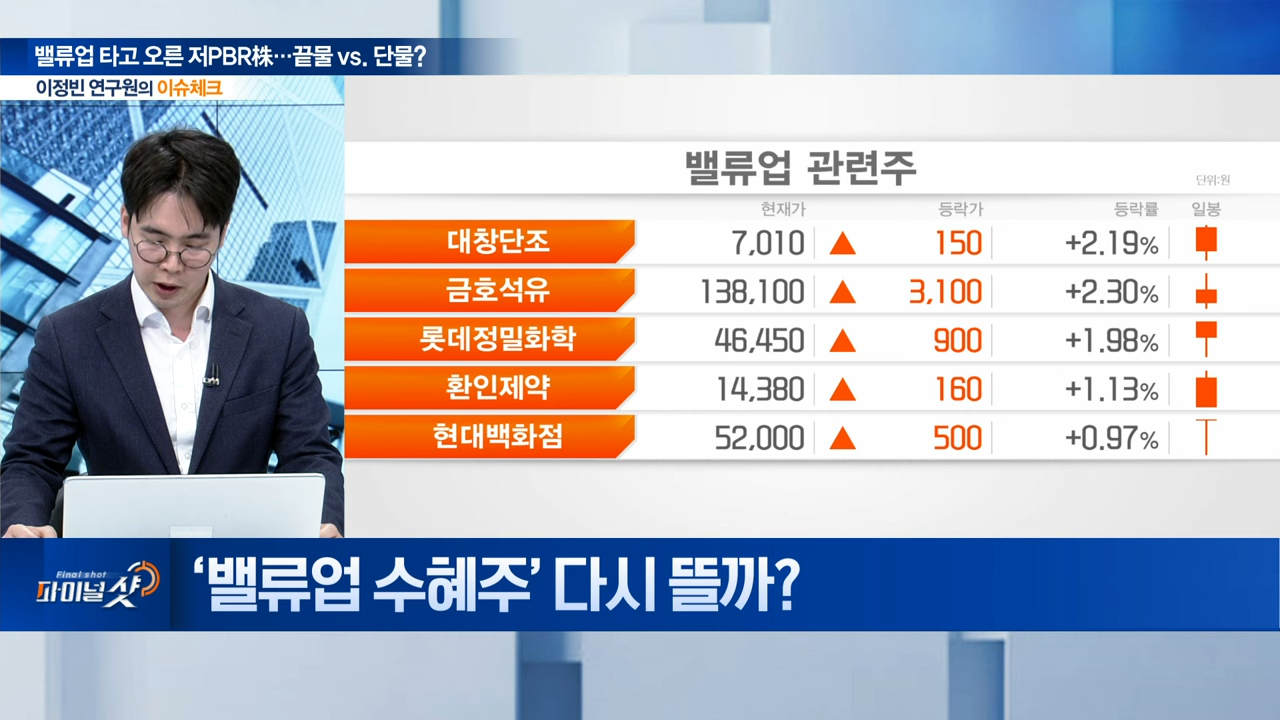 밸류업 타고 오른 저PBR株…끝물 vs. 단물?
이정빈 연구원의 이슈체크
밸류업 관련주
단위:원
현재가 등락가 등락률 일봉
대창단조 7,010 ▲ 150 +2.19%
금호석유 138,100 ▲ 3,100 +2.30%
롯데정밀화학 46,450 ▲ 900 +1.98%
환인제약 14,380 ▲ 160 +1.13%
현대백화점 52,000 ▲ 500 +0.97%
Final shot
파이널샷
‘밸류업 수혜주’ 다시 뜰까?